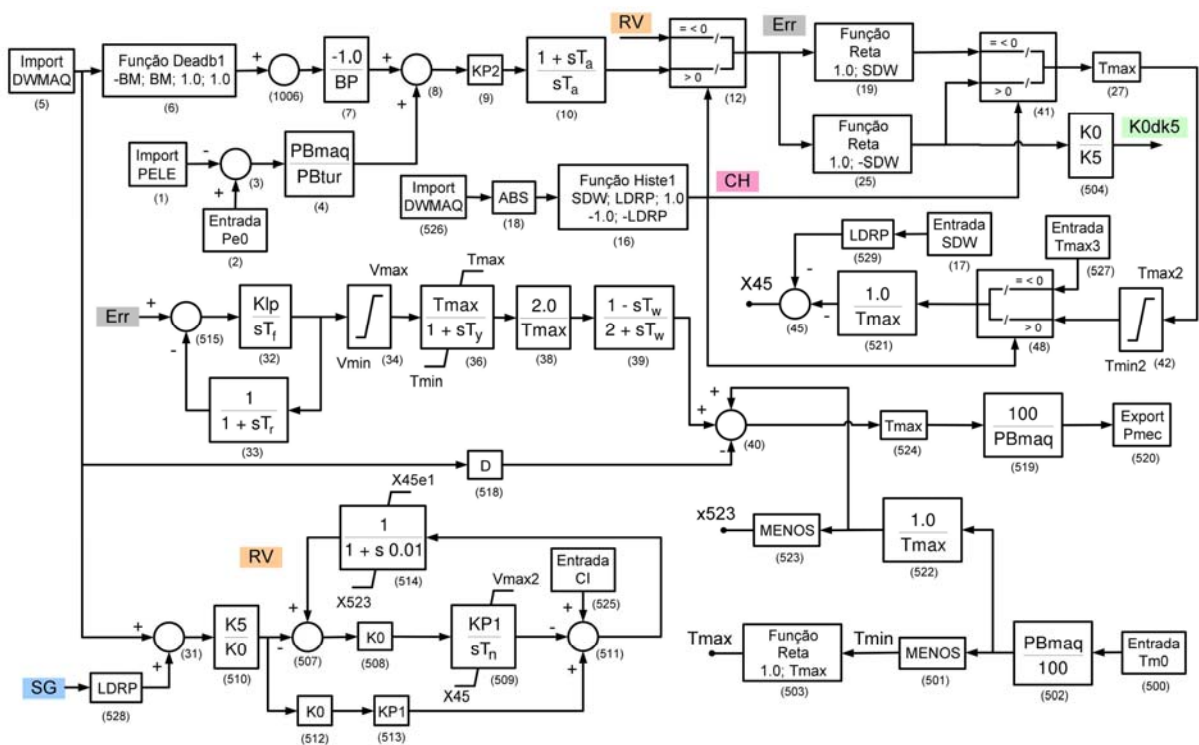 Import
DWMAQ
(5)
Função Deadb1
-BM; BM; 1.0; 1.0
(6)
+
+
(1006)
-1.0
BP
(7)
+
+
(8)
KP2
(9)
1 + sTa
sTa
(10)
RV
= < 0
> 0
(12)
Err
Função
Reta
1.0; SDW
(19)
= < 0
> 0
(41)
Tmax
(27)
Import
PELE
(1)
-
+
(3)
PBmaq
PBtur
(4)
Entrada
Pe0
(2)
Import
DWMAQ
(526)
ABS
(18)
Função Histe1
SDW; LDRP; 1.0
-1.0; -LDRP
(16)
CH
Função
Reta
1.0; -SDW
(25)
K0
K5
(504)
K0dk5
LDRP
(529)
Entrada
SDW
(17)
Entrada
Tmax3
(527)
X45
-
-
(45)
1.0
Tmax
(521)
= < 0
> 0
(48)
Tmax2
Tmin2
(42)
Err
+
-
(515)
Klp
sTf
(32)
Vmax
Vmin
(34)
Tmax
Tmax
1 + sTy
Tmin
(36)
2.0
Tmax
(38)
1 - sTw
2 + sTw
(39)
1
1 + sTr
(33)
+
+
-
(40)
Tmax
(524)
100
PBmaq
(519)
Export
Pmec
(520)
D
(518)
X45e1
1
1 + s 0.01
X523
(514)
x523
MENOS
(523)
1.0
Tmax
(522)
RV
Entrada
CI
(525)
+
+
(31)
K5
K0
(510)
+
-
(507)
K0
(508)
Vmax2
KP1
sTn
X45
(509)
+
-
+
(511)
SG
LDRP
(528)
K0
(512)
KP1
(513)
Tmax
Função
Reta
1.0; Tmax
(503)
Tmin
MENOS
(501)
PBmaq
100
(502)
Entrada
Tm0
(500)